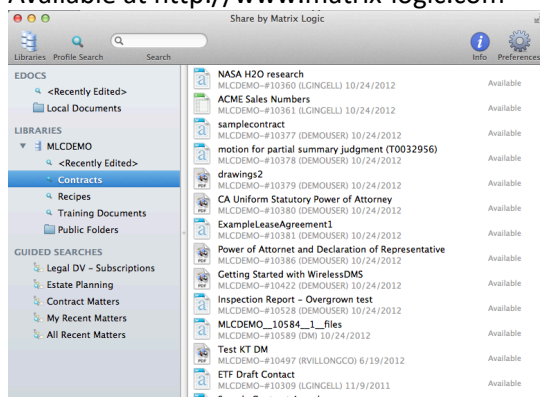 Available at http://www.matrix-logic.com
Share by Matrix Logic
Libraries Profile Search Search Info Preferences
EDOCS
<Recently Edited>
Local Documents
LIBRARIES
MLCDEMO
<Recently Edited>
Contracts
Recipes
Training Documents
Public Folders
GUIDED SEARCHES
Legal DV – Subscriptions
Estate Planning
Contract Matters
My Recent Matters
All Recent Matters
NASA H2O research
MLCDEMO-#10360 (LGINGELL) 10/24/2012 Available
ACME Sales Numbers
MLCDEMO-#10361 (LGINGELL) 10/24/2012 Available
samplecontract
MLCDEMO-#10377 (DEMOUSER) 10/24/2012 Available
motion for partial summary judgment (T0032956)
MLCDEMO-#10378 (DEMOUSER) 10/24/2012 Available
drawings2
MLCDEMO-#10379 (DEMOUSER) 10/24/2012 Available
CA Uniform Statutory Power of Attorney
MLCDEMO-#10380 (DEMOUSER) 10/24/2012 Available
ExampleLeaseAgreement1
MLCDEMO-#10381 (DEMOUSER) 10/24/2012 Available
Power of Attornet and Declaration of Representative
MLCDEMO-#10386 (DEMOUSER) 10/24/2012 Available
Getting Started with WirelessDMS
MLCDEMO-#10422 (DEMOUSER) 10/24/2012 Available
Inspection Report - Overgrown test
MLCDEMO-#10528 (DEMOUSER) 10/24/2012 Available
MLCDEMO__10584__1_files
MLCDEMO-#10589 (DM) 10/24/2012 Available
Test KT DM
MLCDEMO-#10497 (RVILLONGCO) 6/19/2012 Available
ETF Draft Contact
MLCDEMO-#10309 (LGINGELL) 11/9/2011 Available